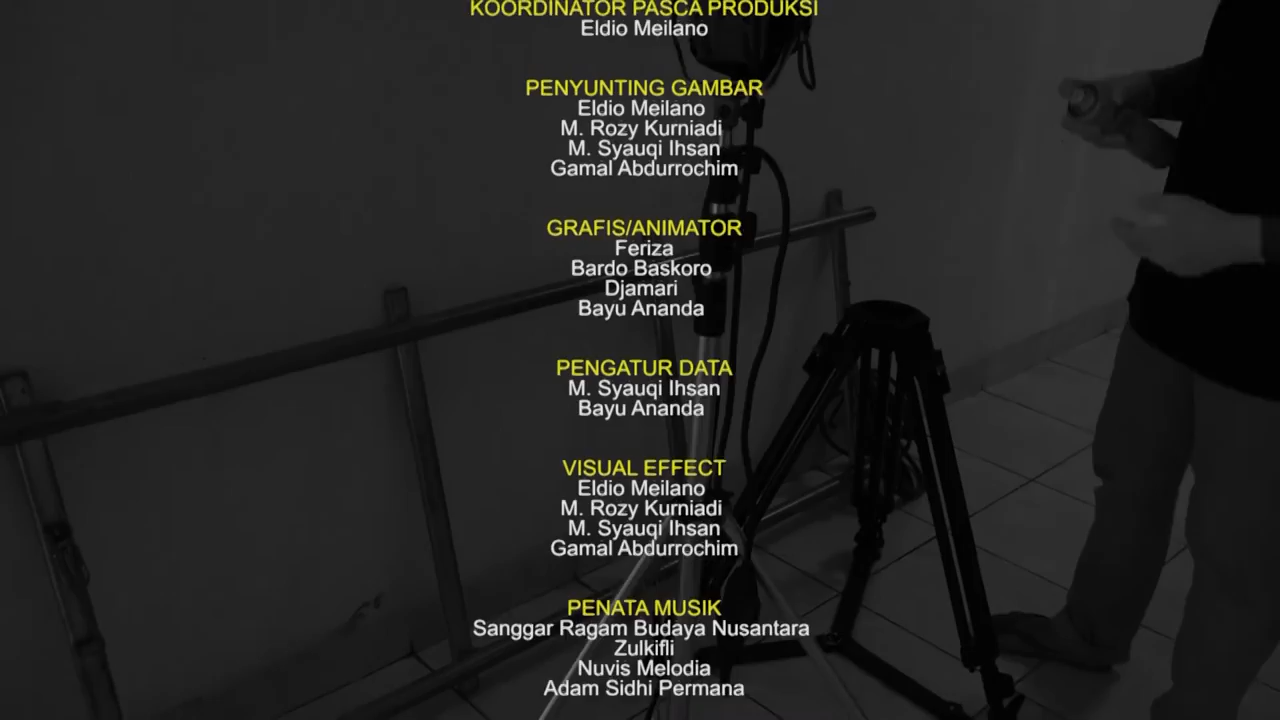 KOORDINATOR PASCA PRODUKSI
Eldio Meilano
PENYUNTING GAMBAR
Eldio Meilano
M. Rozy Kurniadi
M. Syauqi Ihsan
Gamal Abdurrochim
GRAFIS/ANIMATOR
Feriza
Bardo Baskoro
Djamari
Bayu Ananda
PENGATUR DATA
M. Syauqi Ihsan
Bayu Ananda
VISUAL EFFECT
Eldio Meilano
M. Rozy Kurniadi
M. Syauqi Ihsan
Gamal Abdurrochim
PENATA MUSIK
Sanggar Ragam Budaya Nusantara
Zulkifli
Nuvis Melodia
Adam Sidhi Permana